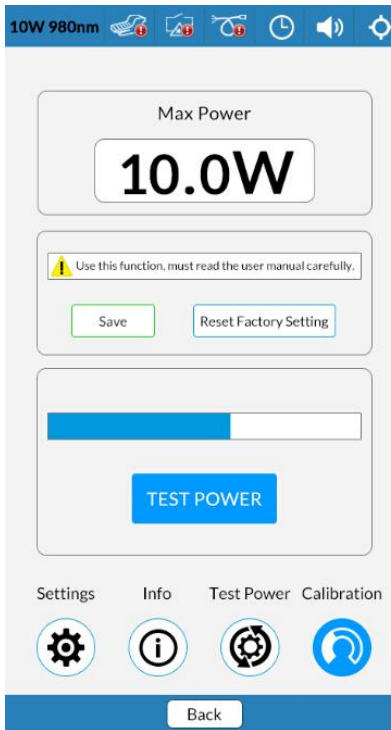 10W 980nm
Max Power
10.0W
Use this function, must read the user manual carefully.
Save Reset Factory Setting
TEST POWER
Settings Info Test Power Calibration
Back